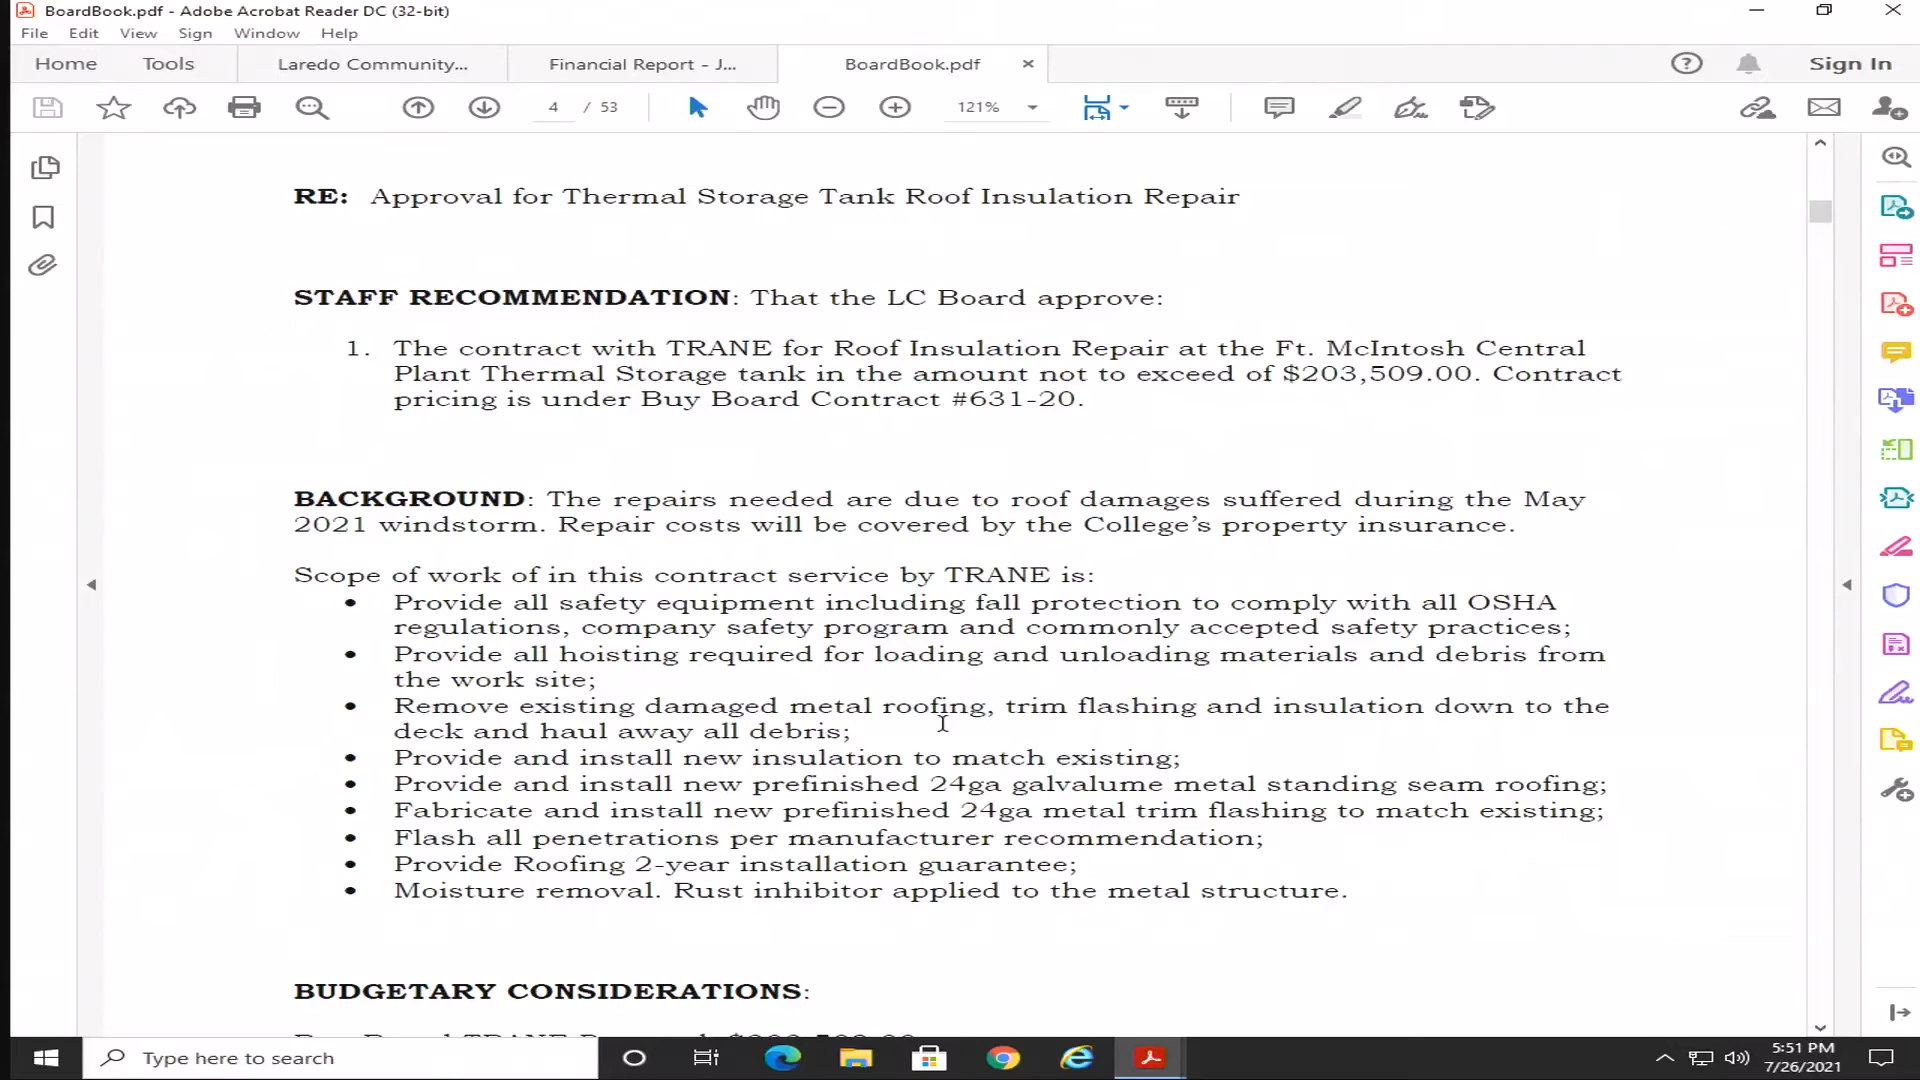 BoardBook.pdf - Adobe Acrobat Reader DC (32-bit)
File Edit View Sign Window Help
Home Tools Laredo Community... Financial Report - J... BoardBook.pdf Sign In
4 / 53 121%
RE: Approval for Thermal Storage Tank Roof Insulation Repair
STAFF RECOMMENDATION: That the LC Board approve:
1. The contract with TRANE for Roof Insulation Repair at the Ft. McIntosh Central
Plant Thermal Storage tank in the amount not to exceed of $203,509.00. Contract
pricing is under Buy Board Contract #631-20.
BACKGROUND: The repairs needed are due to roof damages suffered during the May
2021 windstorm. Repair costs will be covered by the College's property insurance.
Scope of work of in this contract service by TRANE is:
• Provide all safety equipment including fall protection to comply with all OSHA
regulations, company safety program and commonly accepted safety practices;
• Provide all hoisting required for loading and unloading materials and debris from
the work site;
• Remove existing damaged metal roofing, trim flashing and insulation down to the
deck and haul away all debris;
• Provide and install new insulation to match existing;
• Provide and install new prefinished 24ga galvalume metal standing seam roofing;
• Fabricate and install new prefinished 24ga metal trim flashing to match existing;
• Flash all penetrations per manufacturer recommendation;
• Provide Roofing 2-year installation guarantee;
• Moisture removal. Rust inhibitor applied to the metal structure.
BUDGETARY CONSIDERATIONS:
Type here to search
5:51 PM
7/26/2021